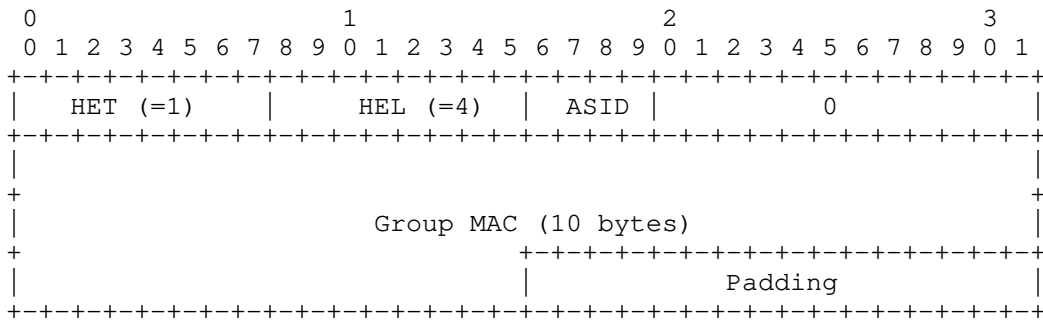 0                   1                   2                   3
 0 1 2 3 4 5 6 7 8 9 0 1 2 3 4 5 6 7 8 9 0 1 2 3 4 5 6 7 8 9 0 1
+-+-+-+-+-+-+-+-+-+-+-+-+-+-+-+-+-+-+-+-+-+-+-+-+-+-+-+-+-+-+-+-+
|   HET (=1)    |     HEL (=4)  |  ASID |          0            |
+-+-+-+-+-+-+-+-+-+-+-+-+-+-+-+-+-+-+-+-+-+-+-+-+-+-+-+-+-+-+-+-+
|                                                               |
+                                                               +
|                      Group MAC (10 bytes)                     |
+                               +-+-+-+-+-+-+-+-+-+-+-+-+-+-+-+-+
|                               |            Padding            |
+-+-+-+-+-+-+-+-+-+-+-+-+-+-+-+-+-+-+-+-+-+-+-+-+-+-+-+-+-+-+-+-+